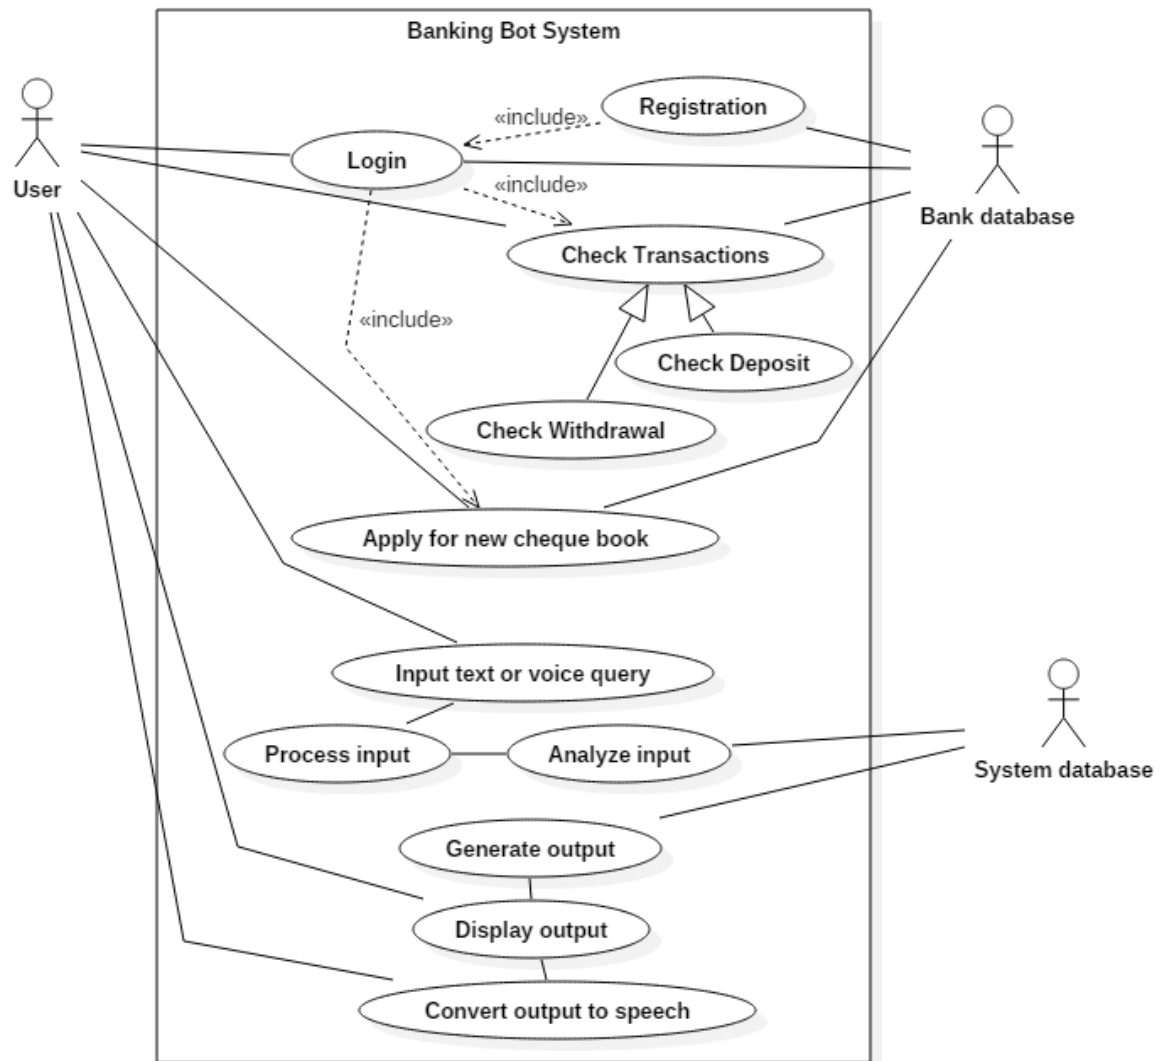 Banking Bot System
Registration
«include»
Login
User
«include»
Bank database
Check Transactions
«include»
Check Deposit
Check Withdrawal
Apply for new cheque book
Input text or voice query
Process input
Analyze input
System database
Generate output
Display output
Convert output to speech